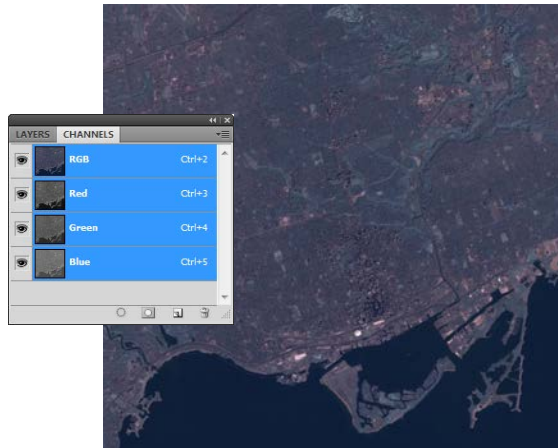 LAYERS CHANNELS
RGB Ctrl+2
Red Ctrl+3
Green Ctrl+4
Blue Ctrl+5